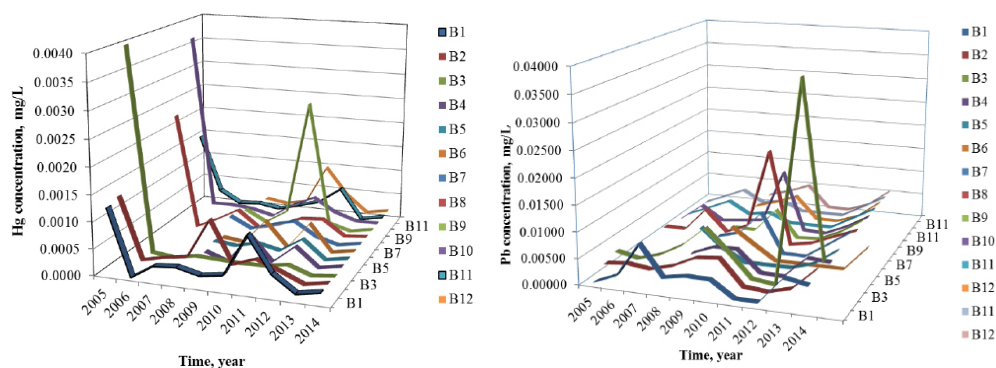 Hg concentration, mg/L
0.0040
0.0035
0.0030
0.0025
0.0020
0.0015
0.0010
0.0005
0.0000
2005
2006
2007
2008
2009
2010
2011
2012
2013
2014
B1
B3
B5
B7
B9
B11
Time, year
B1
B2
B3
B4
B5
B6
B7
B8
B9
B10
B11
B12
Pb concentration, mg/L
0.04000
0.03500
0.03000
0.02500
0.02000
0.01500
0.01000
0.00500
0.00000
2005
2006
2007
2008
2009
2010
2011
2012
2013
2014
B1
B3
B5
B7
B9
B11
B11
Time, year
B1
B2
B3
B4
B5
B6
B7
B8
B9
B10
B11
B12
B11
B12